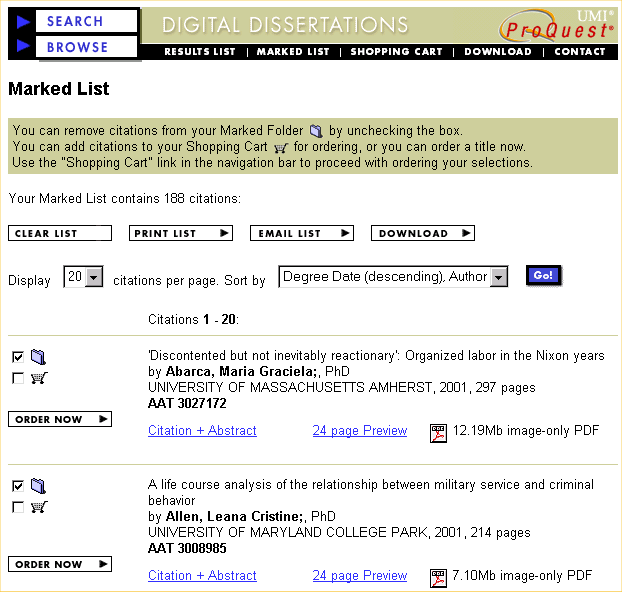 SEARCH
BROWSE
DIGITAL DISSERTATIONS
UMI®
ProQuest®
RESULTS LIST | MARKED LIST | SHOPPING CART | DOWNLOAD | CONTACT
Marked List
You can remove citations from your Marked Folder by unchecking the box.
You can add citations to your Shopping Cart for ordering, or you can order a title now.
Use the "Shopping Cart" link in the navigation bar to proceed with ordering your selections.
Your Marked List contains 188 citations:
CLEAR LIST PRINT LIST EMAIL LIST DOWNLOAD
Display 20 citations per page. Sort by Degree Date (descending), Author Go!
Citations 1 - 20:
'Discontented but not inevitably reactionary': Organized labor in the Nixon years
by Abarca, Maria Graciela;, PhD
UNIVERSITY OF MASSACHUSETTS AMHERST, 2001, 297 pages
AAT 3027172
ORDER NOW
Citation + Abstract 24 page Preview 12.19Mb image-only PDF
A life course analysis of the relationship between military service and criminal
behavior
by Allen, Leana Cristine;, PhD
UNIVERSITY OF MARYLAND COLLEGE PARK, 2001, 214 pages
AAT 3008985
ORDER NOW
Citation + Abstract 24 page Preview 7.10Mb image-only PDF